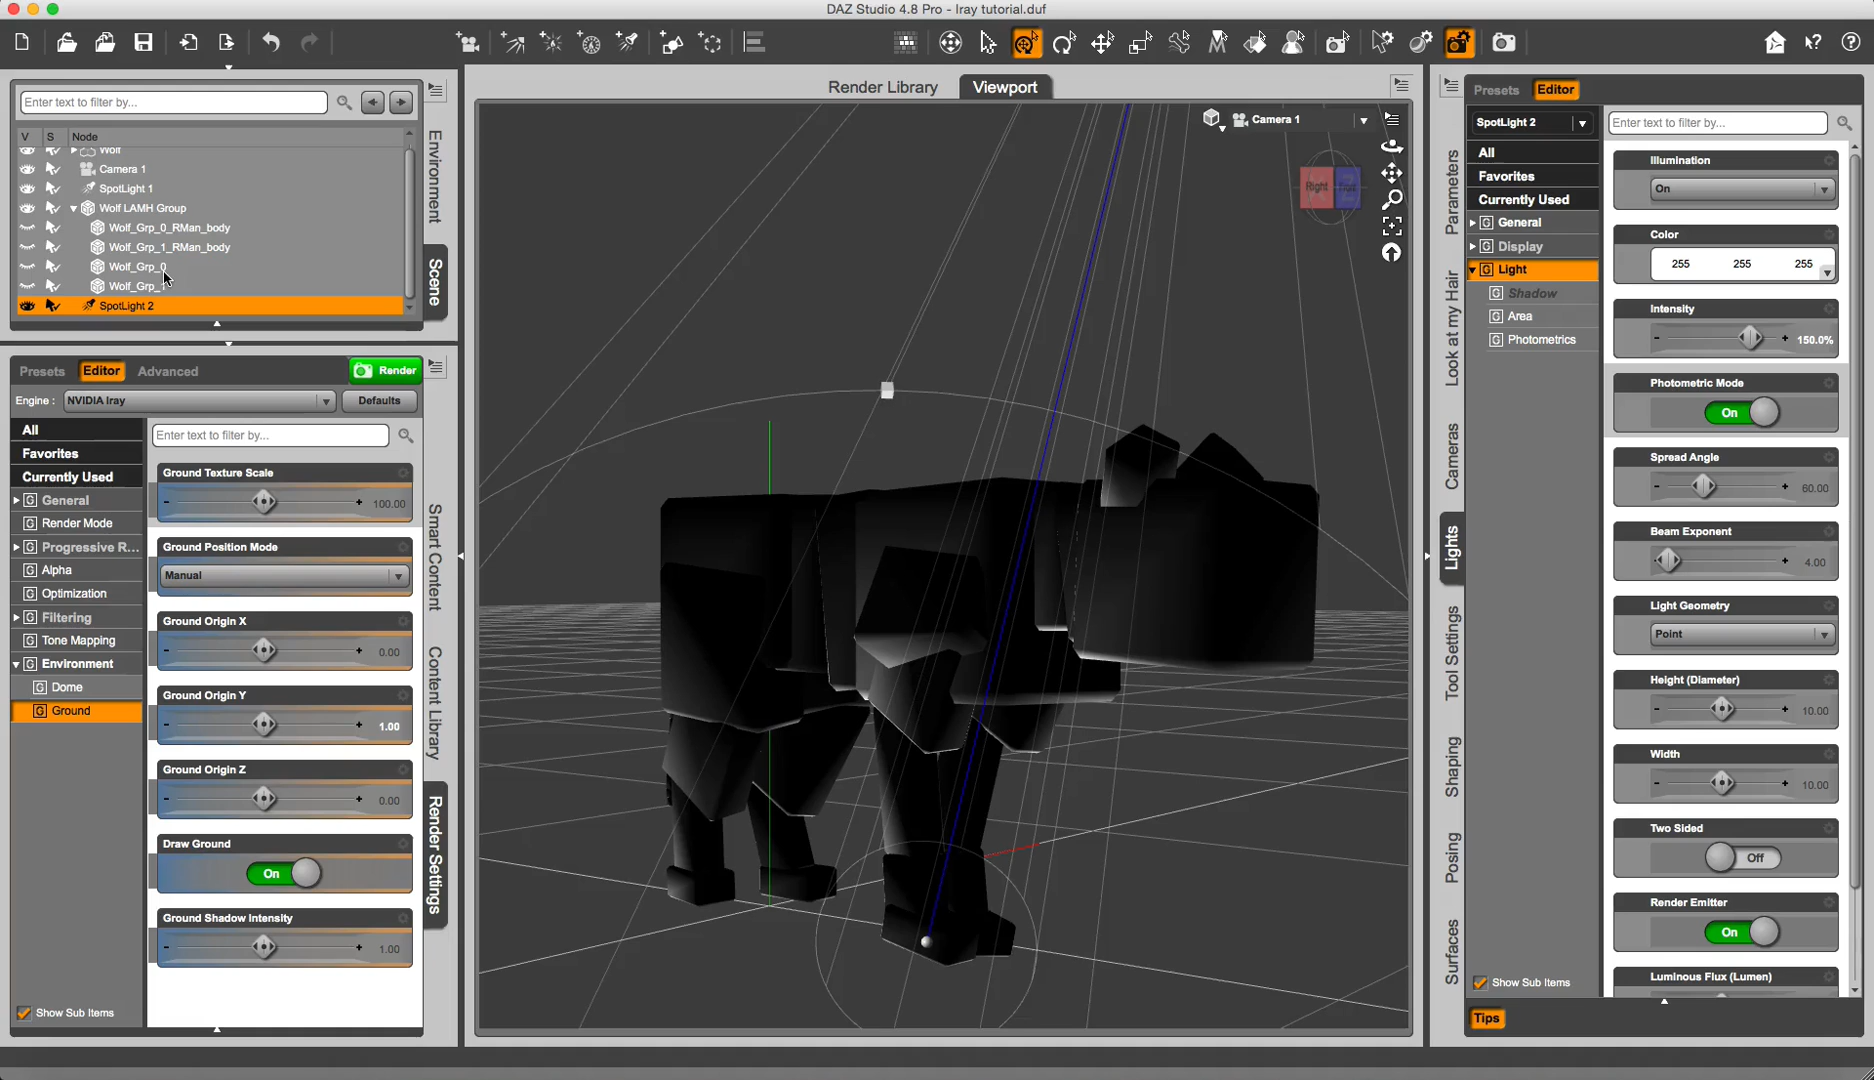 DAZ Studio 4.8 Pro - Iray tutorial.duf
Enter text to filter by...
V S Node
Wolf
Camera 1
SpotLight 1
Wolf LAMH Group
Wolf_Grp_0_RMan_body
Wolf_Grp_1_RMan_body
Wolf_Grp_0
Wolf_Grp_1
SpotLight 2
Environment
Scene
Presets Editor Advanced Render
Engine : NVIDIA Iray Defaults
All
Favorites
Currently Used
General
Render Mode
Progressive R...
Alpha
Optimization
Filtering
Tone Mapping
Environment
Dome
Ground
Show Sub Items
Enter text to filter by...
Ground Texture Scale
100.00
Ground Position Mode
Manual
Ground Origin X
0.00
Ground Origin Y
1.00
Ground Origin Z
0.00
Draw Ground
On
Ground Shadow Intensity
1.00
Smart Content
Content Library
Render Settings
Render Library Viewport
Camera 1
Right
Parameters
Look at my Hair
Cameras
Lights
Tool Settings
Shaping
Posing
Surfaces
Presets Editor
SpotLight 2
All
Favorites
Currently Used
General
Display
Light
Shadow
Area
Photometrics
Show Sub Items
Tips
Enter text to filter by...
Illumination
On
Color
255 255 255
Intensity
150.0%
Photometric Mode
On
Spread Angle
60.00
Beam Exponent
4.00
Light Geometry
Point
Height (Diameter)
10.00
Width
10.00
Two Sided
Off
Render Emitter
On
Luminous Flux (Lumen)